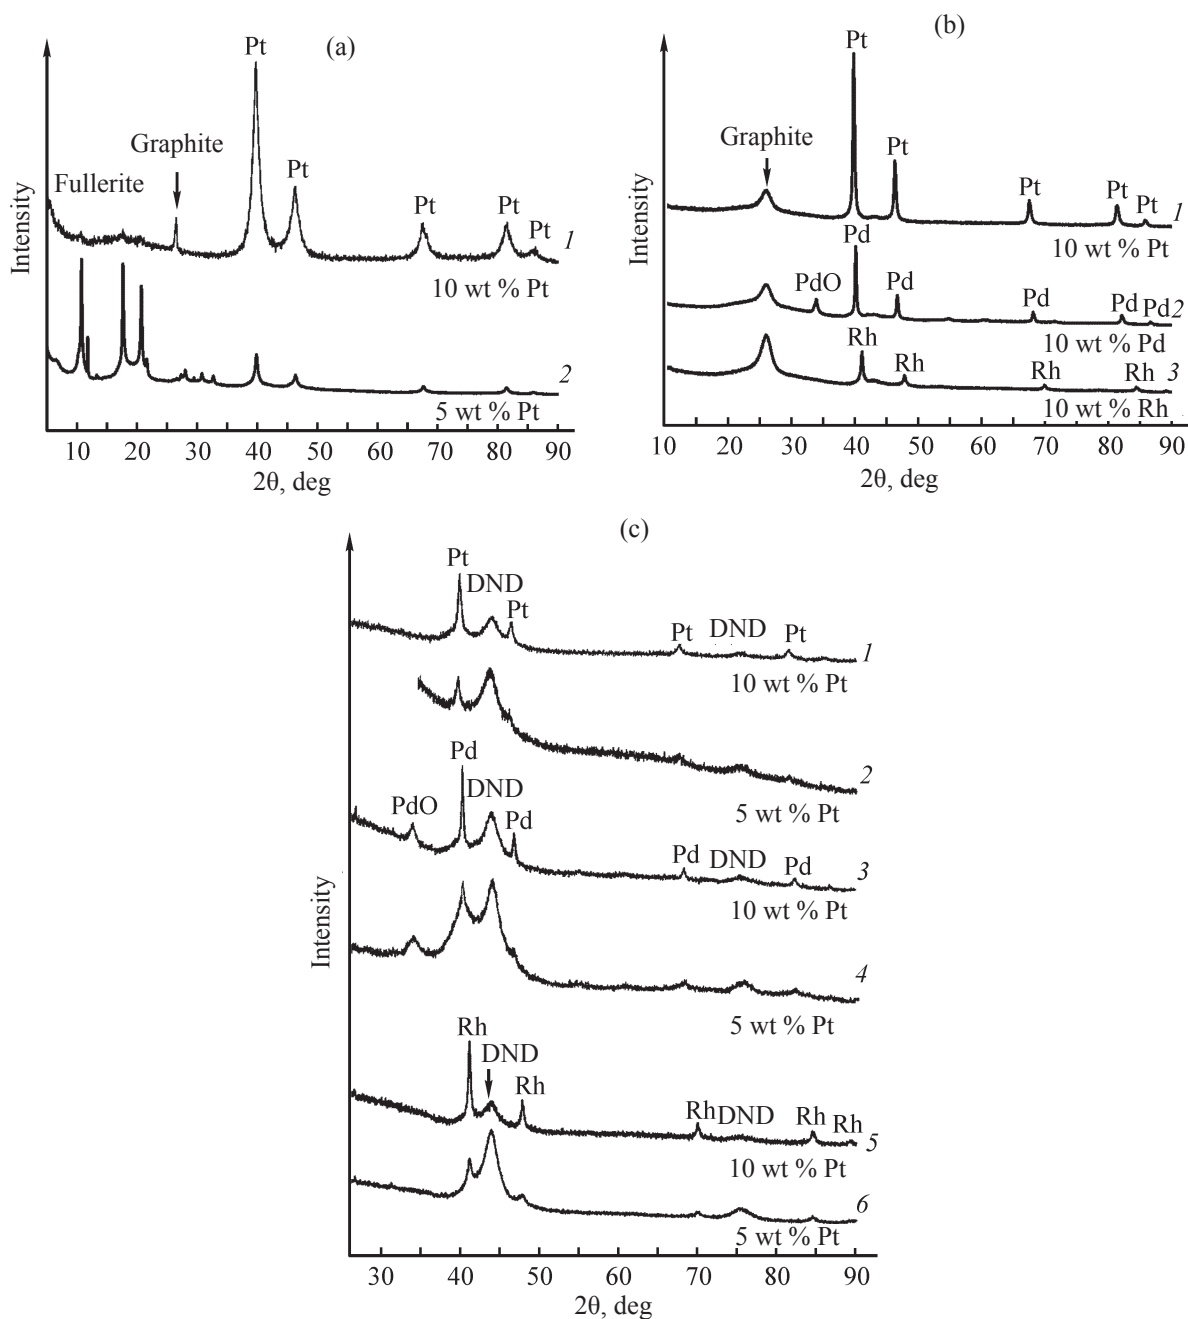 (a)
Pt
Graphite
Fullerite
Pt
Pt
Pt
Pt
1
10 wt % Pt
2
5 wt % Pt
Intensity
10 20 30 40 50 60 70 80 90
2θ, deg
(b)
Pt
Graphite
Pt
Pt
Pt
Pt
1
10 wt % Pt
Pd
PdO
Pd
Pd
Pd
Pd
2
10 wt % Pd
Rh
Rh
Rh
Rh
3
10 wt % Rh
Intensity
10 20 30 40 50 60 70 80 90
2θ, deg
(c)
Pt
DND
Pt
Pt
DND
Pt
1
10 wt % Pt
2
5 wt % Pt
Pd
PdO
DND
Pd
Pd
DND
Pd
3
10 wt % Pt
4
5 wt % Pt
Rh
DND
Rh
Rh
DND
Rh
Rh
5
10 wt % Pt
6
5 wt % Pt
Intensity
30 40 50 60 70 80 90
2θ, deg